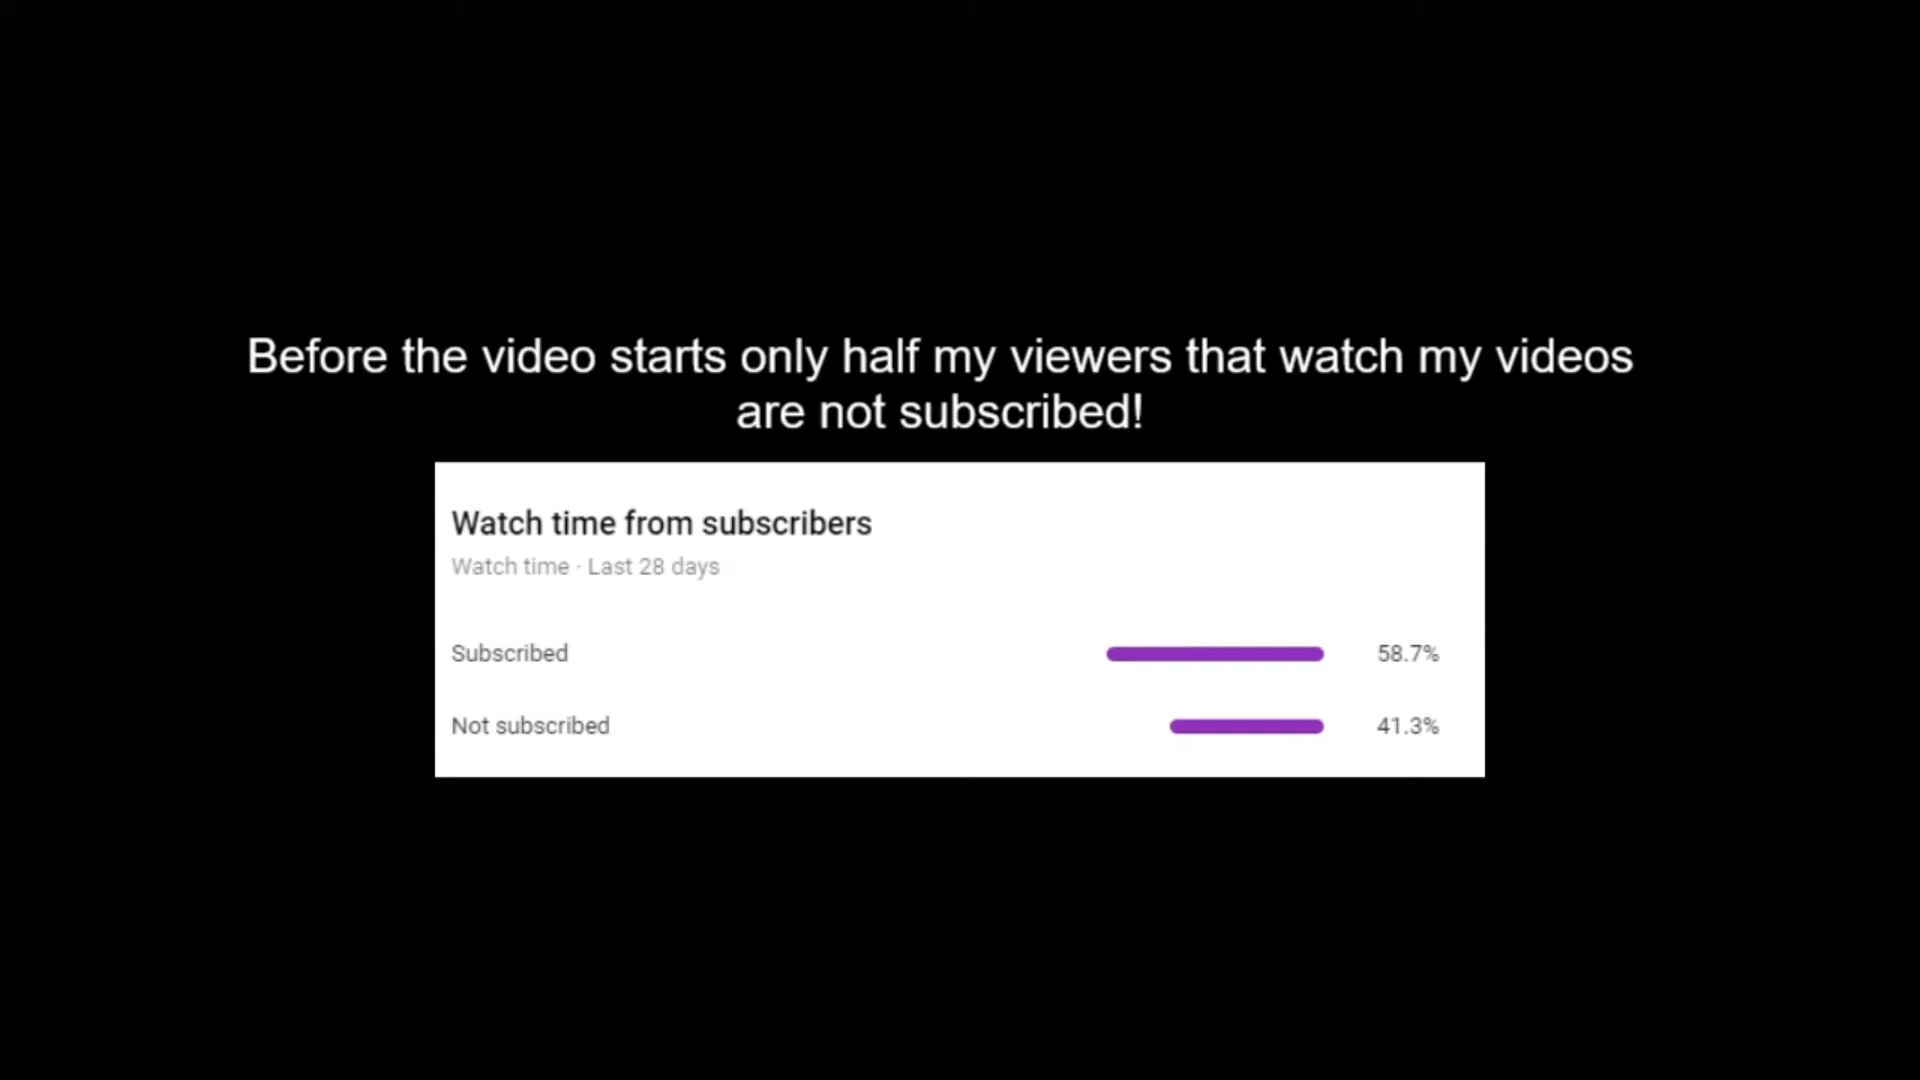 Before the video starts only half my viewers that watch my videos
are not subscribed!
Watch time from subscribers
Watch time · Last 28 days
Subscribed 58.7%
Not subscribed 41.3%